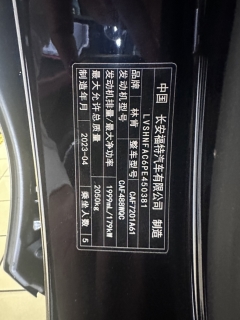 中国 长安福特汽车有限公司 制造
LVSHNFAC6PE450381
品牌 林肯 整车型号 CAF7201A61
发动机型号 CAF488WQC
发动机排量/最大净功率 1999mL/179kW
最大允许总质量 2050kg
制造年月 2023-04 乘坐人数 5